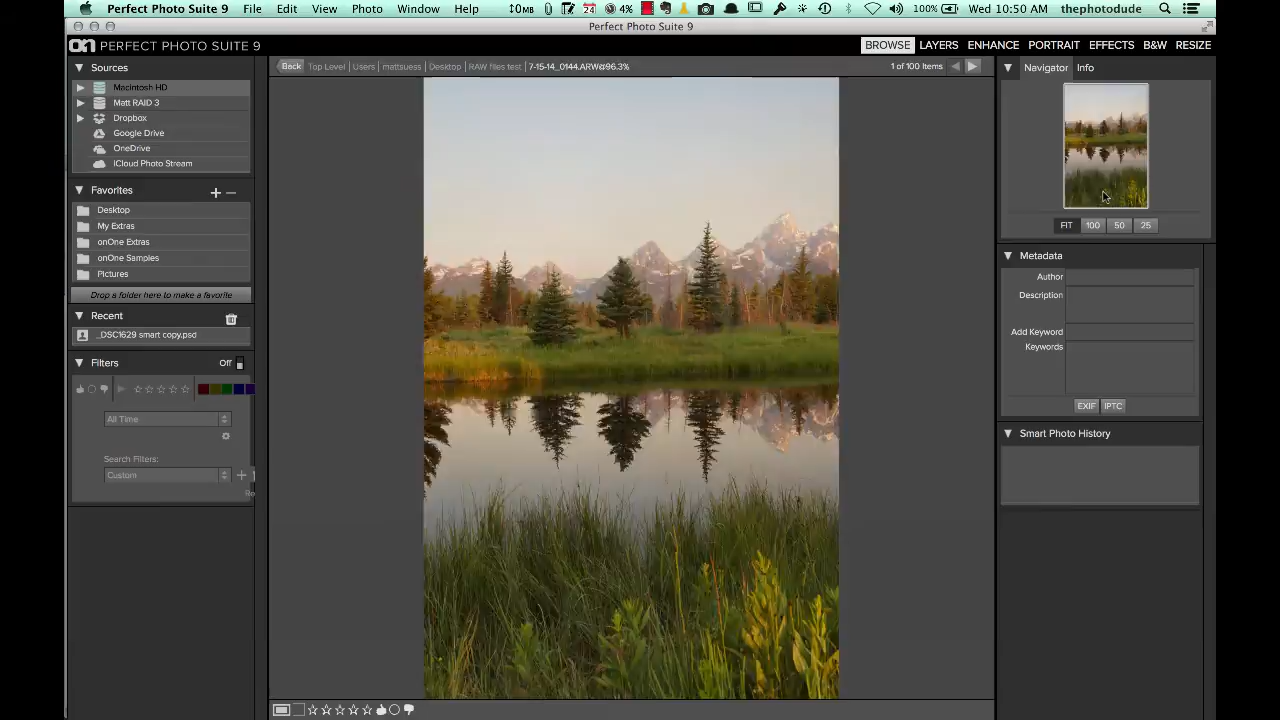 Perfect Photo Suite 9 File Edit View Photo Window Help 0MB 24 4% 100% Wed 10:50 AM thephotodude
Perfect Photo Suite 9
on PERFECT PHOTO SUITE 9 BROWSE LAYERS ENHANCE PORTRAIT EFFECTS B&W RESIZE
Sources
Macintosh HD
Matt RAID 3
Dropbox
Google Drive
OneDrive
iCloud Photo Stream
Favorites
Desktop
My Extras
onOne Extras
onOne Samples
Pictures
Drop a folder here to make a favorite
Recent
_DSC1629 smart copy.psd
Filters Off
All Time
Search Filters:
Custom
Re
Back Top Level Users mattsuess Desktop RAW files test 7-15-14_0144.ARW@96.3% 1 of 100 Items
Navigator Info
FIT 100 50 25
Metadata
Author
Description
Add Keyword
Keywords
EXIF IPTC
Smart Photo History